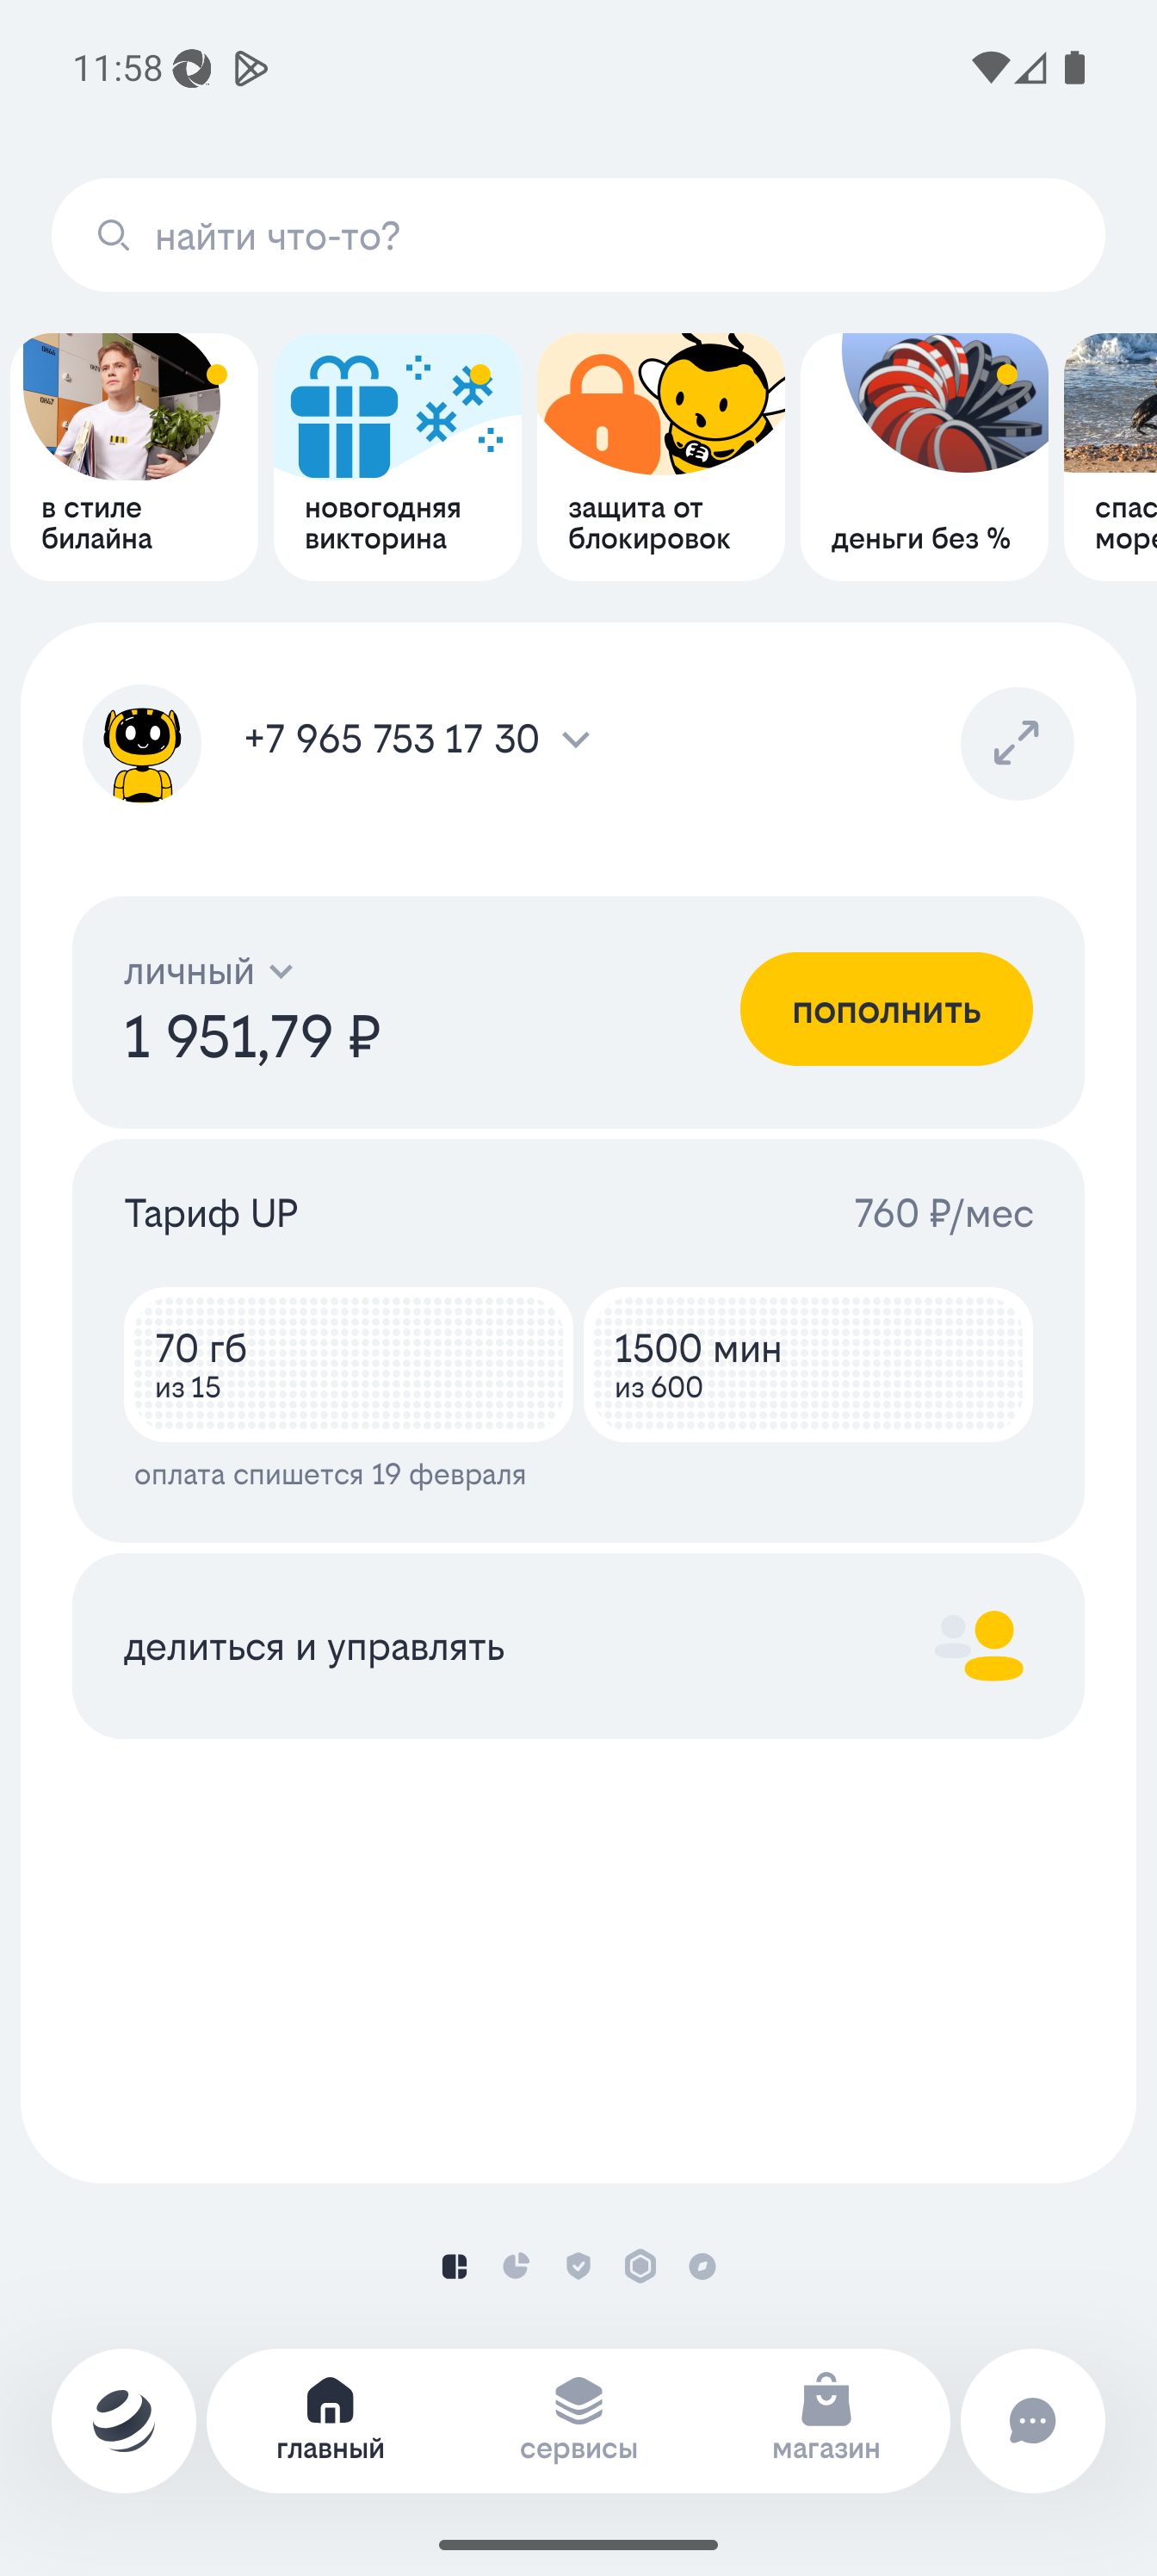 11:58
найти что-то?
в стиле
билайна
новогодняя
викторина
защита от
блокировок
деньги без %
спас
море
+7 965 753 17 30
личный
1 951,79 ₽
пополнить
Тариф UP
760 ₽/мес
70 гб
из 15
1500 мин
из 600
оплата спишется 19 февраля
делиться и управлять
главный
сервисы
магазин